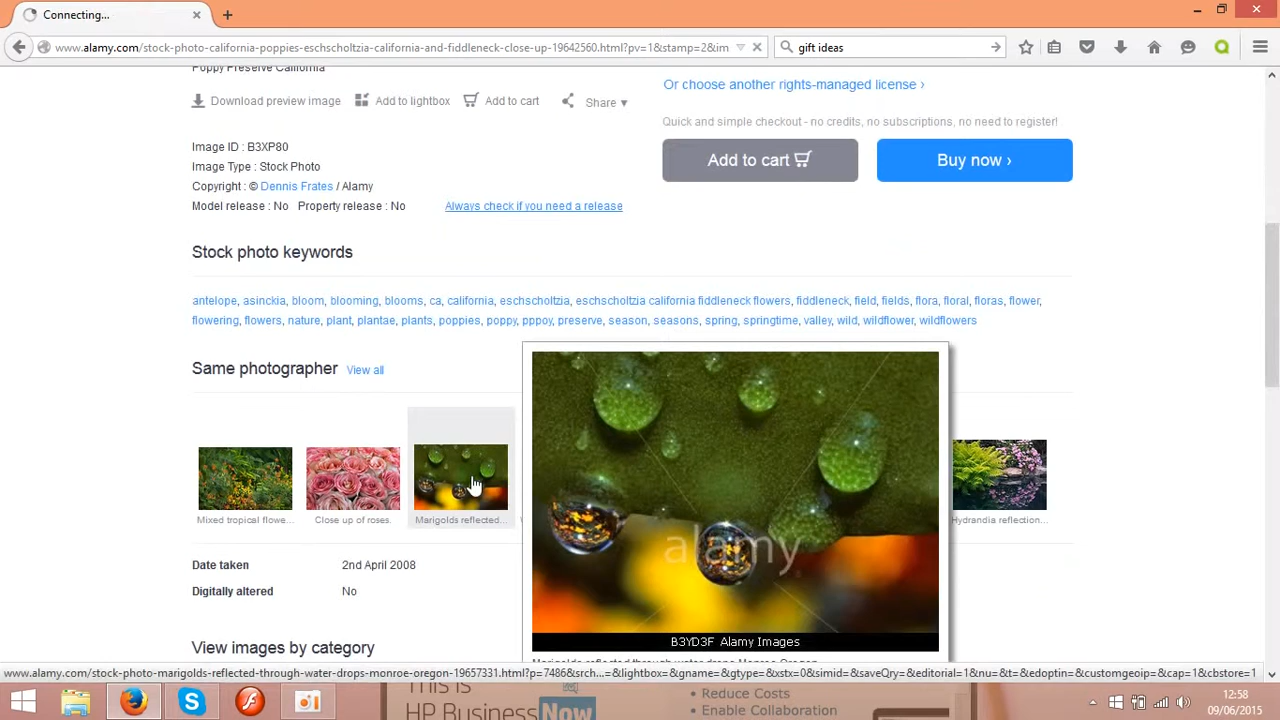 Connecting...
www.alamy.com/stock-photo-california-poppies-eschscholtzia-california-and-fiddleneck-close-up-19642560.html?pv=1&stamp=2&im
gift ideas
Poppy Preserve California
Download preview image Add to lightbox Add to cart Share ▾
Or choose another rights-managed license ›
Quick and simple checkout - no credits, no subscriptions, no need to register!
Add to cart Buy now ›
Image ID : B3XP80
Image Type : Stock Photo
Copyright : © Dennis Frates / Alamy
Model release : No Property release : No Always check if you need a release
Stock photo keywords
antelope, asinckia, bloom, blooming, blooms, ca, california, eschscholtzia, eschscholtzia california fiddleneck flowers, fiddleneck, field, fields, flora, floral, floras, flower,
flowering, flowers, nature, plant, plantae, plants, poppies, poppy, pppoy, preserve, season, seasons, spring, springtime, valley, wild, wildflower, wildflowers
Same photographer View all
Mixed tropical flowe... Close up of roses. Marigolds reflected... Hydrandia reflection...
alamy
B3YD3F Alamy Images
Marigolds reflected through water drops Monroe Oregon
Date taken 2nd April 2008
Digitally altered No
View images by category
www.alamy.com/stock-photo-marigolds-reflected-through-water-drops-monroe-oregon-19657331.html?p=7486&srch...=&lightbox=&gname=&gtype=&xstx=0&simid=&saveQry=&editorial=1&nu=&t=&edoptin=&customgeoip=&cap=1&cbstore=1
This is
HP BusinessNow
• Reduce Costs
• Enable Collaboration
12:58
09/06/2015